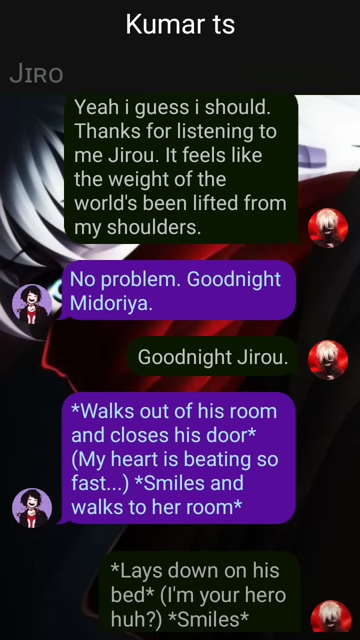 Kumar ts
JIRO
Yeah i guess i should.
Thanks for listening to
me Jirou. It feels like
the weight of the
world's been lifted from
my shoulders.
No problem. Goodnight
Midoriya.
Goodnight Jirou.
*Walks out of his room
and closes his door*
(My heart is beating so
fast...) *Smiles and
walks to her room*
*Lays down on his
bed* (I'm your hero
huh?) *Smiles*